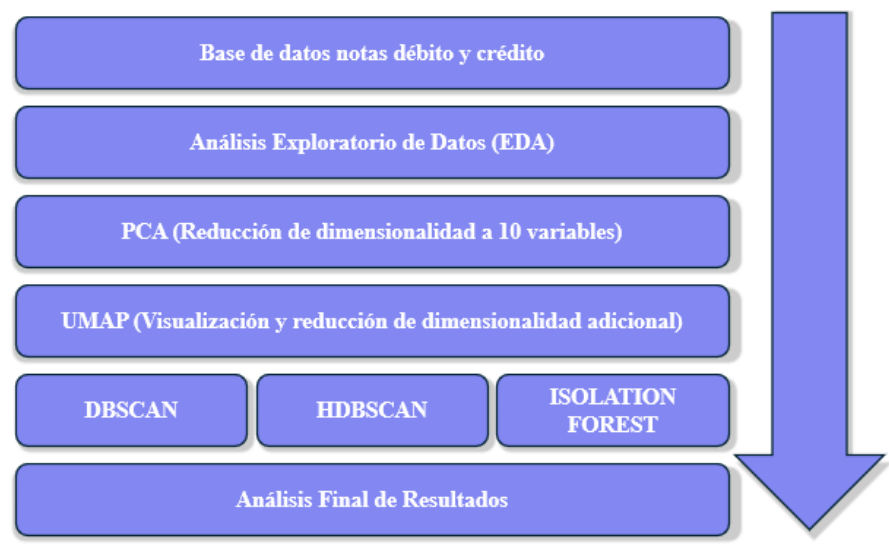 Base de datos notas débito y crédito
Análisis Exploratorio de Datos (EDA)
PCA (Reducción de dimensionalidad a 10 variables)
UMAP (Visualización y reducción de dimensionalidad adicional)
DBSCAN
HDBSCAN
ISOLATION
FOREST
Análisis Final de Resultados